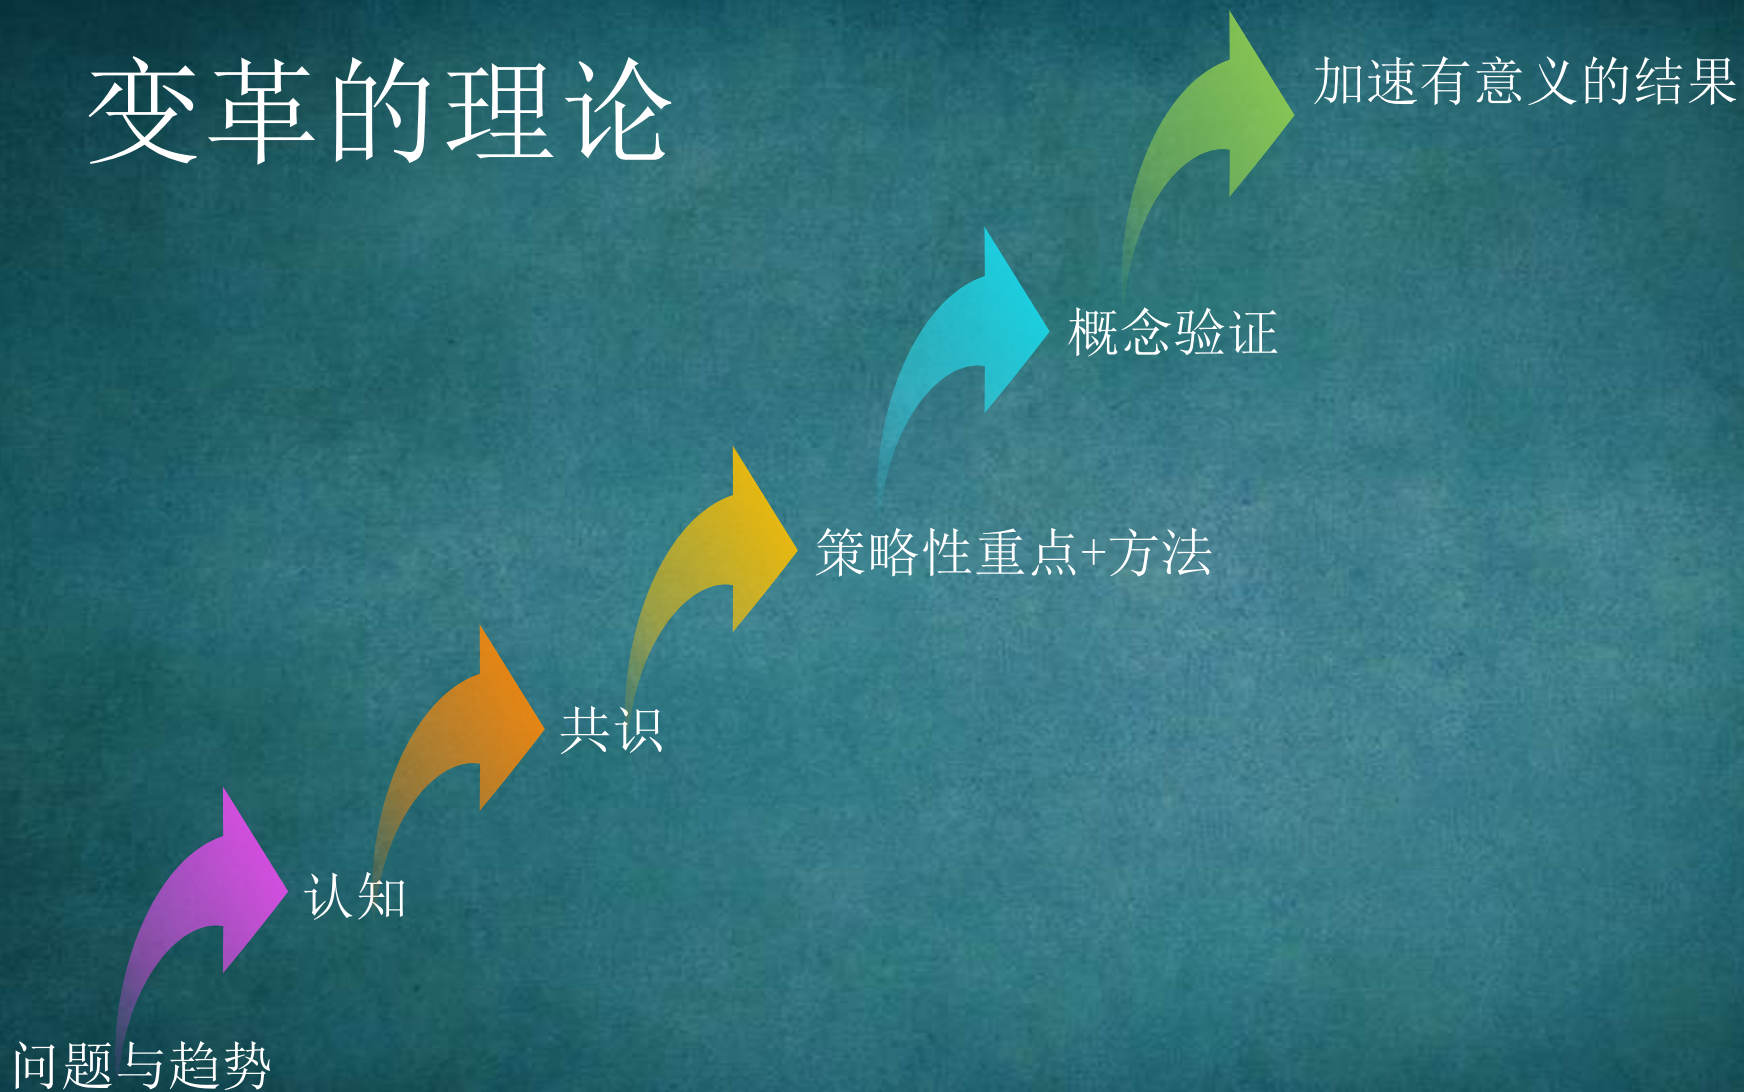 变革的理论
加速有意义的结果
概念验证
策略性重点+方法
共识
认知
问题与趋势